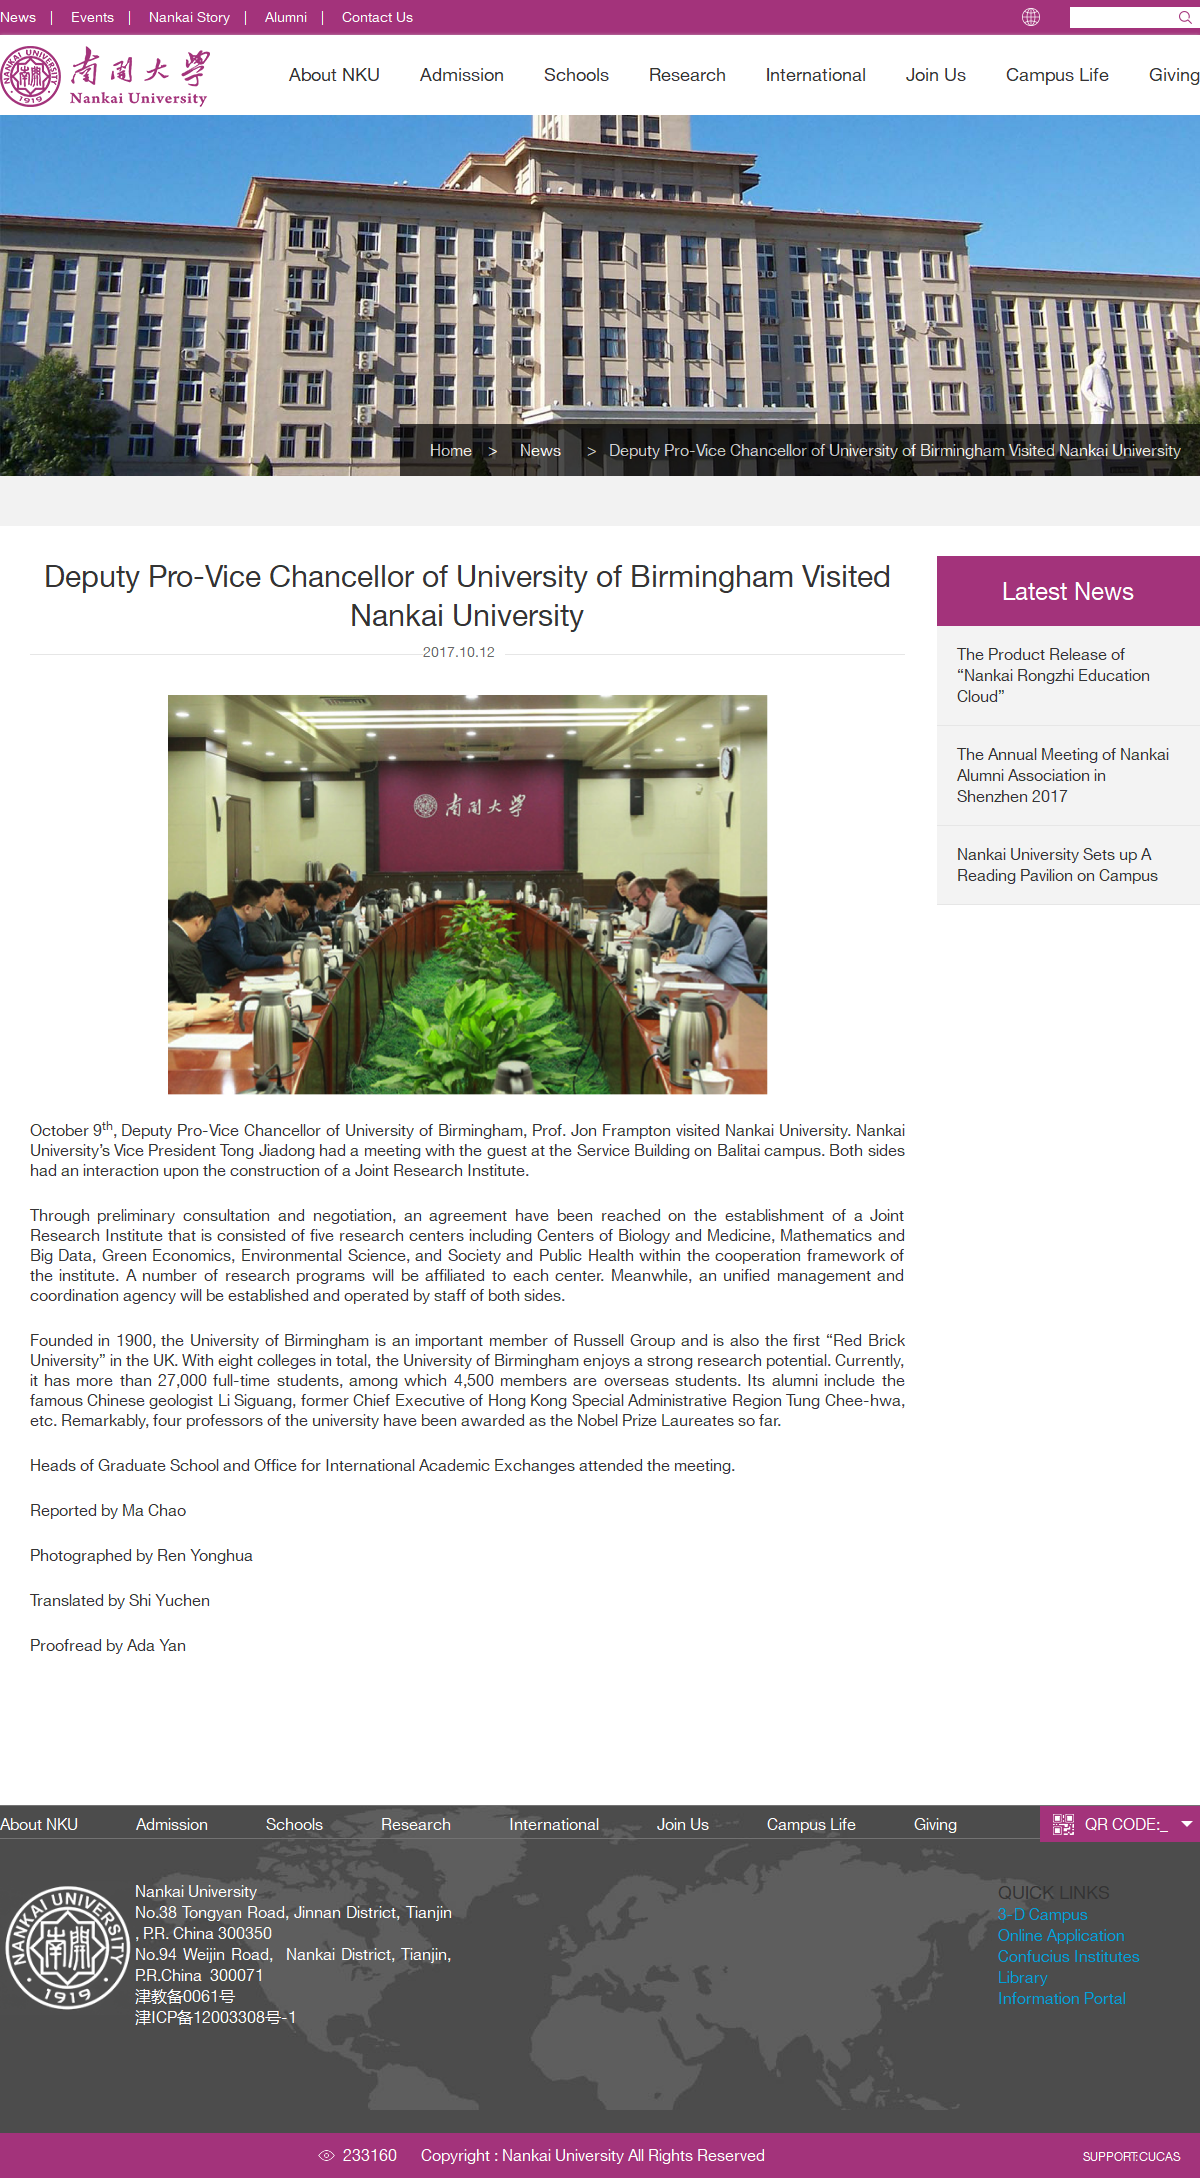 News | Events | Nankai Story | Alumni | Contact Us
南開大学
Nankai University
NANKAI UNIVERSITY
1919
About NKU Admission Schools Research International Join Us Campus Life Giving
Home > News > Deputy Pro-Vice Chancellor of University of Birmingham Visited Nankai University
Deputy Pro-Vice Chancellor of University of Birmingham Visited
Nankai University
2017.10.12
南開大学
October 9th, Deputy Pro-Vice Chancellor of University of Birmingham, Prof. Jon Frampton visited Nankai University. Nankai
University’s Vice President Tong Jiadong had a meeting with the guest at the Service Building on Balitai campus. Both sides
had an interaction upon the construction of a Joint Research Institute.
Through preliminary consultation and negotiation, an agreement have been reached on the establishment of a Joint
Research Institute that is consisted of five research centers including Centers of Biology and Medicine, Mathematics and
Big Data, Green Economics, Environmental Science, and Society and Public Health within the cooperation framework of
the institute. A number of research programs will be affiliated to each center. Meanwhile, an unified management and
coordination agency will be established and operated by staff of both sides.
Founded in 1900, the University of Birmingham is an important member of Russell Group and is also the first “Red Brick
University” in the UK. With eight colleges in total, the University of Birmingham enjoys a strong research potential. Currently,
it has more than 27,000 full-time students, among which 4,500 members are overseas students. Its alumni include the
famous Chinese geologist Li Siguang, former Chief Executive of Hong Kong Special Administrative Region Tung Chee-hwa,
etc. Remarkably, four professors of the university have been awarded as the Nobel Prize Laureates so far.
Heads of Graduate School and Office for International Academic Exchanges attended the meeting.
Reported by Ma Chao
Photographed by Ren Yonghua
Translated by Shi Yuchen
Proofread by Ada Yan
Latest News
The Product Release of
“Nankai Rongzhi Education
Cloud”
The Annual Meeting of Nankai
Alumni Association in
Shenzhen 2017
Nankai University Sets up A
Reading Pavilion on Campus
About NKU Admission Schools Research International Join Us Campus Life Giving QR CODE:_
NANKAI UNIVERSITY
南開
1919
Nankai University
No.38 Tongyan Road, Jinnan District, Tianjin
, P.R. China 300350
No.94 Weijin Road, Nankai District, Tianjin,
P.R.China 300071
津教备0061号
津ICP备12003308号-1
QUICK LINKS
3-D Campus
Online Application
Confucius Institutes
Library
Information Portal
233160 Copyright : Nankai University All Rights Reserved SUPPORT:CUCAS